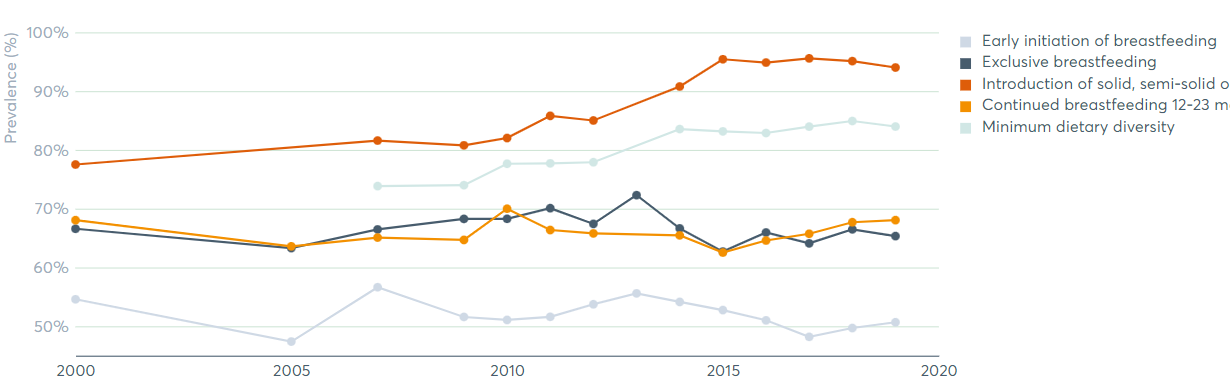 Prevalence (%)
100%
90%
80%
70%
60%
50%
2000 2005 2010 2015 2020
Early initiation of breastfeeding
Exclusive breastfeeding
Introduction of solid, semi-solid o
Continued breastfeeding 12-23 m
Minimum dietary diversity